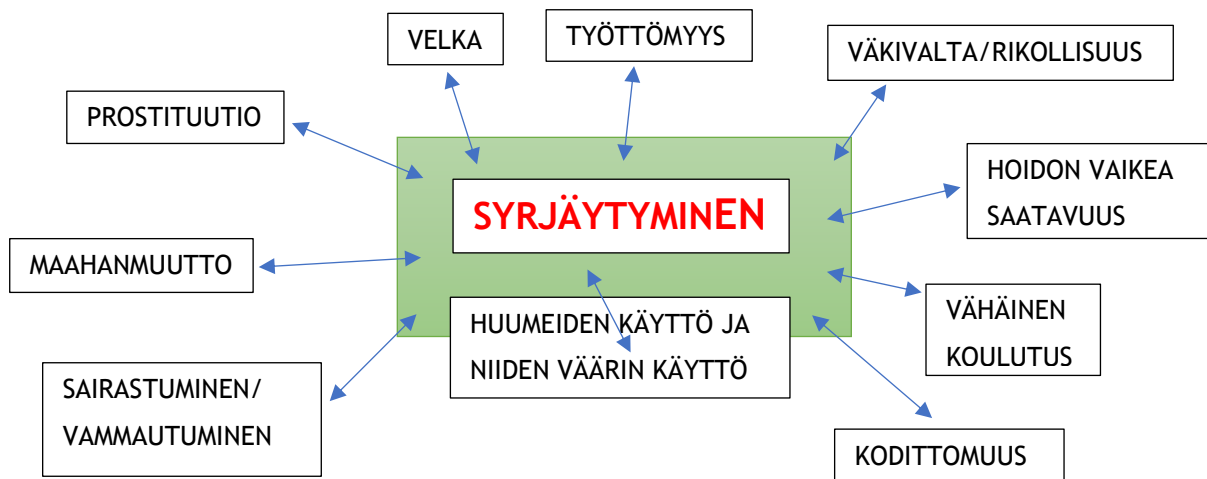 VELKA
TYÖTTÖMYYS
VÄKIVALTA/RIKOLLISUUS
PROSTITUUTIO
HOIDON VAIKEA
SAATAVUUS
SYRJÄYTYMINEN
MAAHANMUUTTO
HUUMEIDEN KÄYTTÖ JA
NIIDEN VÄÄRIN KÄYTTÖ
VÄHÄINEN
KOULUTUS
SAIRASTUMINEN/
VAMMAUTUMINEN
KODITTOMUUS